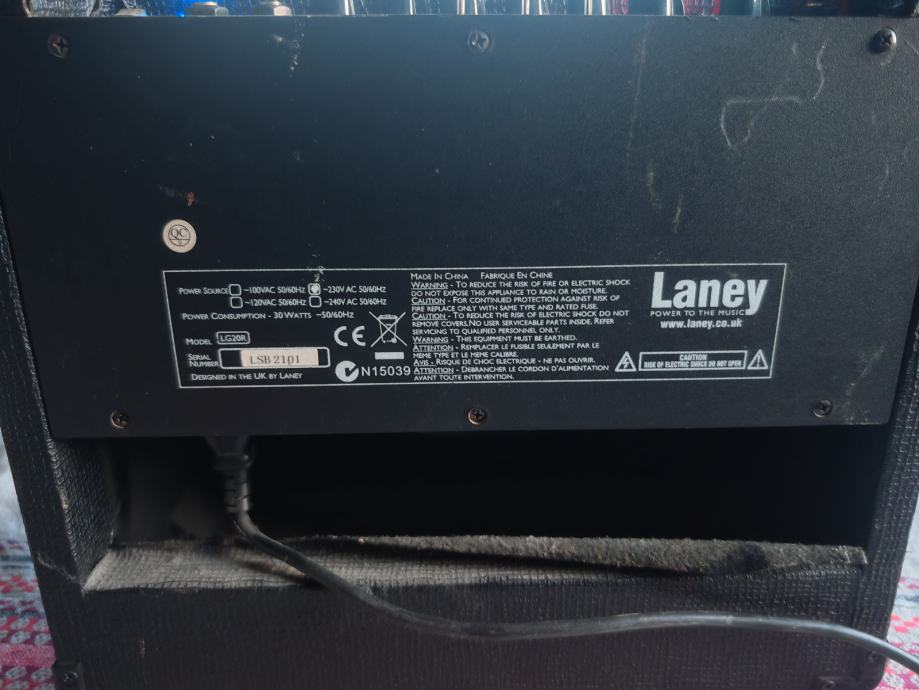 QC
POWER SOURCE ~100VAC 50/60HZ ~230V AC 50/60HZ
~120VAC 50/60HZ ~240V AC 50/60HZ
POWER CONSUMPTION - 30WATTS ~50/60HZ
MODEL LG20R
SERIAL NUMBER LSB 2101
DESIGNED IN THE UK BY LANEY
CE
N15039
MADE IN CHINA FABRIQUE EN CHINE
WARNING - TO REDUCE THE RISK OF FIRE OR ELECTRIC SHOCK
DO NOT EXPOSE THIS APPLIANCE TO RAIN OR MOISTURE.
CAUTION - FOR CONTINUED PROTECTION AGAINST RISK OF
FIRE REPLACE ONLY WITH SAME TYPE AND RATED FUSE.
CAUTION - TO REDUCE THE RISK OF ELECTRIC SHOCK DO NOT
REMOVE COVERS.NO USER SERVICEABLE PARTS INSIDE. REFER
SERVICING TO QUALIFIED PERSONNEL ONLY.
WARNING - THIS EQUIPMENT MUST BE EARTHED.
ATTENTION - REMPLACER LE FUSIBLE SEULEMENT PAR LE
MEME TYPE ET LE MEME CALIBRE.
AVIS - RISQUE DE CHOC ELECTRIQUE - NE PAS OUVRIR.
ATTENTION - DEBRANCHER LE CORDON D'ALIMENTATION
AVANT TOUTE INTERVENTION.
Laney
POWER TO THE MUSIC
www.laney.co.uk
CAUTION
RISK OF ELECTRIC SHOCK DO NOT OPEN